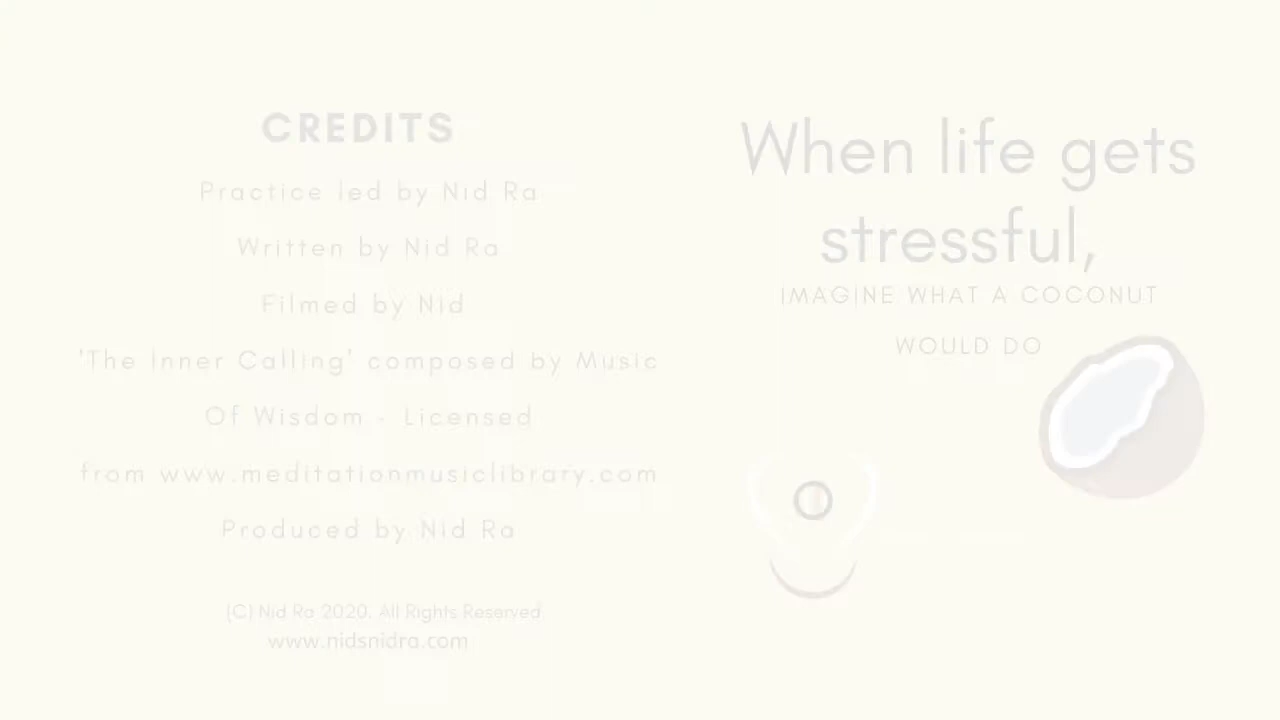 CREDITS
Practice led by Nid Ra
Written by Nid Ra
Filmed by Nid
'The Inner Calling' composed by Music
Of Wisdom - Licensed
from www.meditationmusiclibrary.com
Produced by Nid Ra
(C) Nid Ra 2020. All Rights Reserved
www.nidsnidra.com
When life gets
stressful,
IMAGINE WHAT A COCONUT
WOULD DO